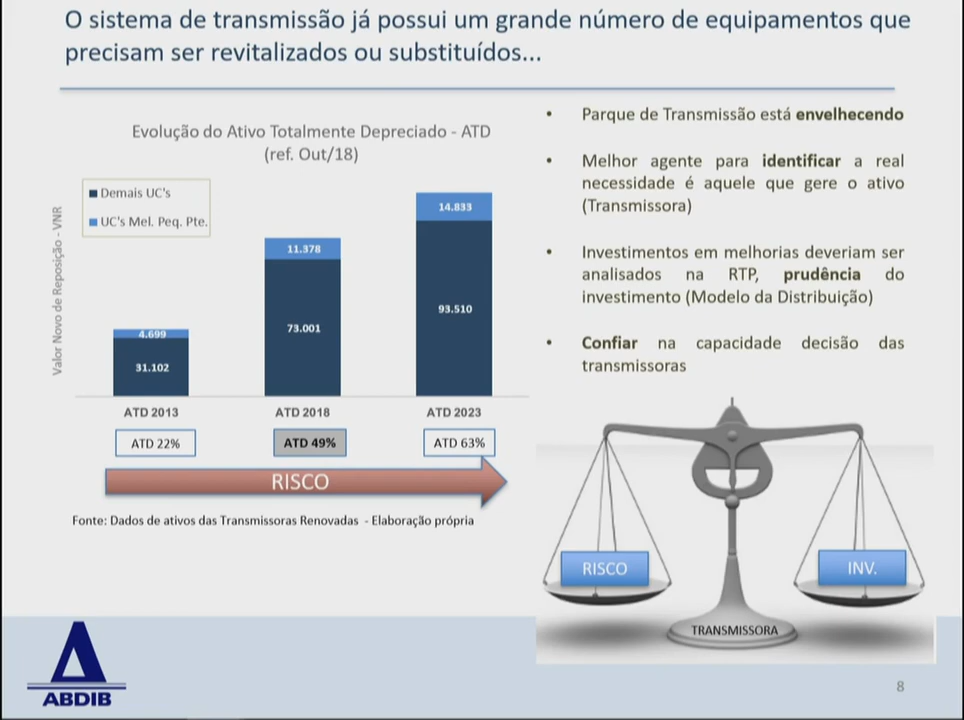 O sistema de transmissão já possui um grande número de equipamentos que
precisam ser revitalizados ou substituídos...
Evolução do Ativo Totalmente Depreciado - ATD
(ref. Out/18)
Valor Novo de Reposição - VNR
Demais UC's
UC's Mel. Peq. Pte.
4.699
31.102
11.378
73.001
14.833
93.510
ATD 2013
ATD 2018
ATD 2023
ATD 22%
ATD 49%
ATD 63%
RISCO
Fonte: Dados de ativos das Transmissoras Renovadas - Elaboração própria
• Parque de Transmissão está envelhecendo
• Melhor agente para identificar a real
necessidade é aquele que gere o ativo
(Transmissora)
• Investimentos em melhorias deveriam ser
analisados na RTP, prudência do
investimento (Modelo da Distribuição)
• Confiar na capacidade decisão das
transmissoras
RISCO
INV.
TRANSMISSORA
ABDIB
8